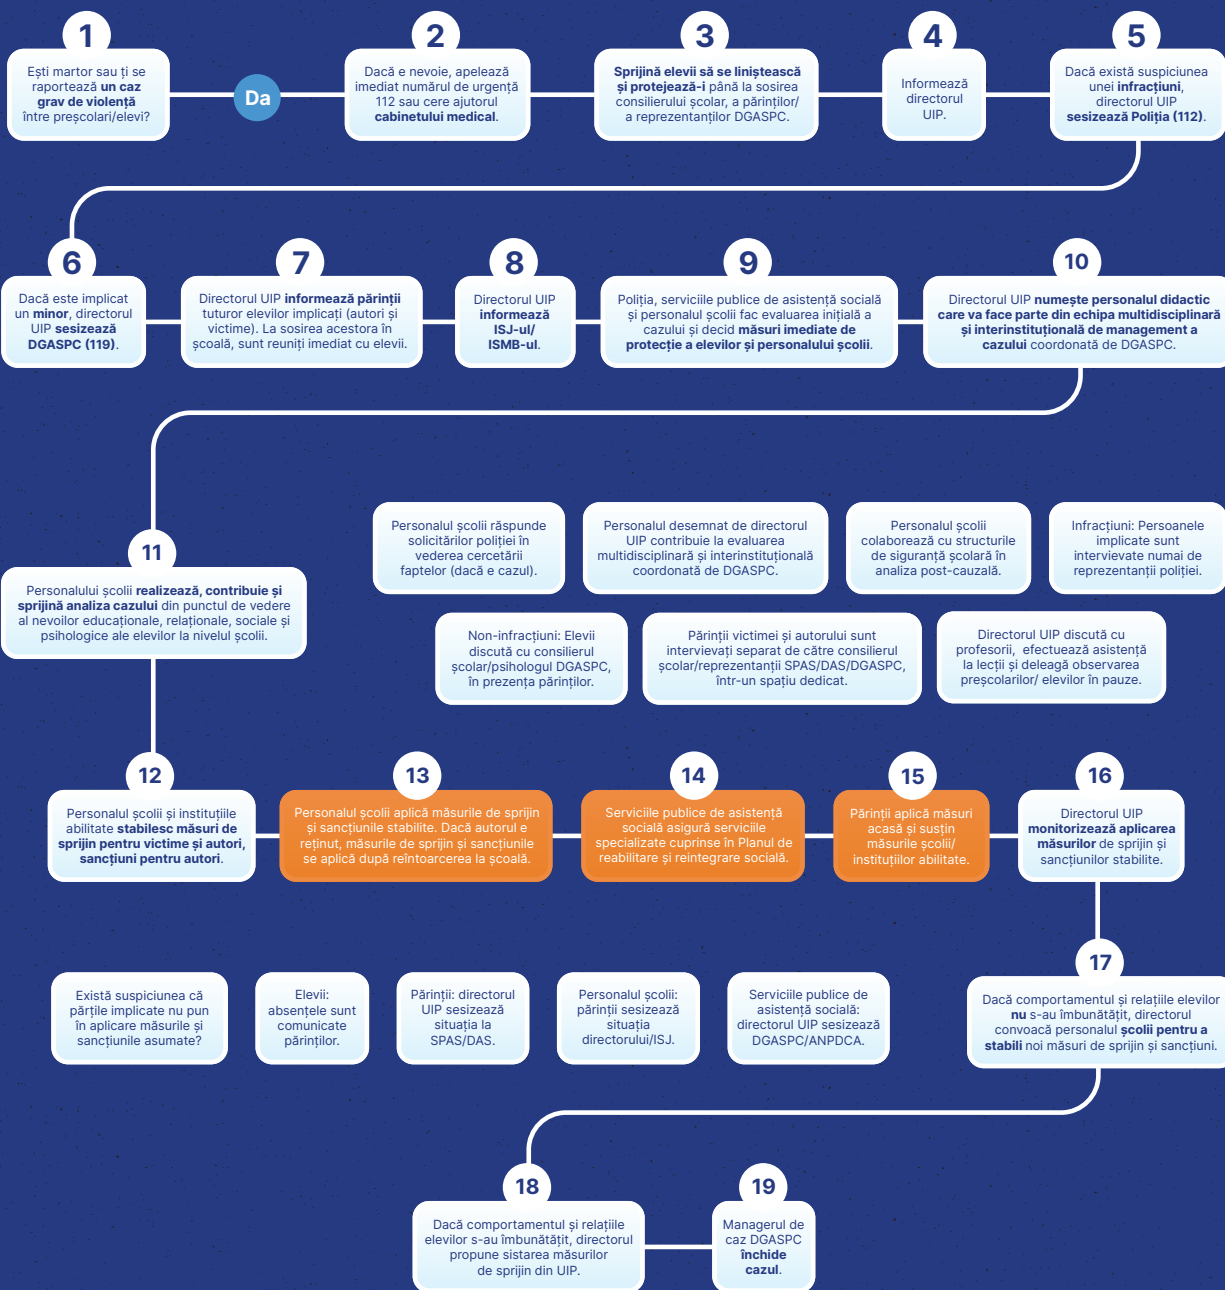 1
Ești martor sau ți se
raportează un caz
grav de violență
între preșcolari/elevi?
Da
2
Dacă e nevoie, apelează
imediat numărul de urgență
112 sau cere ajutorul
cabinetului medical.
3
Sprijină elevii să se liniștească
și protejează-i până la sosirea
consilierului școlar, a părinților/
a reprezentanților DGASPC.
4
Informează
directorul
UIP.
5
Dacă există suspiciunea
unei infracțiuni,
directorul UIP
sesizează Poliția (112).
6
Dacă este implicat
un minor, directorul
UIP sesizează
DGASPC (119).
7
Directorul UIP informează părinții
tuturor elevilor implicați (autori și
victime). La sosirea acestora în
școală, sunt reuniți imediat cu elevii.
8
Directorul UIP
informează
ISJ-ul/
ISMB-ul.
9
Poliția, serviciile publice de asistență socială
și personalul școlii fac evaluarea inițială a
cazului și decid măsuri imediate de
protecție a elevilor și personalului școlii.
10
Directorul UIP numește personalul didactic
care va face parte din echipa multidisciplinară
și interinstituțională de management a
cazului coordonată de DGASPC.
11
Personalului școlii realizează, contribuie și
sprijină analiza cazului din punctul de vedere
al nevoilor educaționale, relaționale, sociale și
psihologice ale elevilor la nivelul școlii.
Personalul școlii răspunde
solicitărilor poliției în
vederea cercetării
faptelor (dacă e cazul).
Personalul desemnat de directorul
UIP contribuie la evaluarea
multidisciplinară și interinstituțională
coordonată de DGASPC.
Personalul școlii
colaborează cu structurile
de siguranță școlară în
analiza post-cauzală.
Infracțiuni: Persoanele
implicate sunt
intervievate numai de
reprezentanții poliției.
Non-infracțiuni: Elevii
discută cu consilierul
școlar/psihologul DGASPC,
în prezența părinților.
Părinții victimei și autorului sunt
intervievați separat de către consilierul
școlar/reprezentanții SPAS/DAS/DGASPC,
într-un spațiu dedicat.
Directorul UIP discută cu
profesorii, efectuează asistență
la lecții și deleagă observarea
preșcolarilor/ elevilor în pauze.
12
Personalul școlii și instituțiile
abilitate stabilesc măsuri de
sprijin pentru victime și autori,
sancțiuni pentru autori.
13
Personalul școlii aplică măsurile de sprijin
și sancțiunile stabilite. Dacă autorul e
reținut, măsurile de sprijin și sancțiunile
se aplică după reîntoarcerea la școală.
14
Serviciile publice de asistență
socială asigură serviciile
specializate cuprinse în Planul de
reabilitare și reintegrare socială.
15
Părinții aplică măsuri
acasă și susțin
măsurile școlii/
instituțiilor abilitate.
16
Directorul UIP
monitorizează aplicarea
măsurilor de sprijin și
sancțiunilor stabilite.
17
Dacă comportamentul și relațiile elevilor
nu s-au îmbunătățit, directorul
convoacă personalul școlii pentru a
stabili noi măsuri de sprijin și sancțiuni.
Există suspiciunea că
părțile implicate nu pun
în aplicare măsurile și
sancțiunile asumate?
Elevii:
absențele sunt
comunicate
părinților.
Părinții: directorul
UIP sesizează
situația la
SPAS/DAS.
Personalul școlii:
părinții sesizează
situația
directorului/ISJ.
Serviciile publice de
asistență socială:
directorul UIP sesizează
DGASPC/ANPDCA.
18
Dacă comportamentul și relațiile
elevilor s-au îmbunătățit, directorul
propune sistarea măsurilor
de sprijin din UIP.
19
Managerul de
caz DGASPC
închide
cazul.